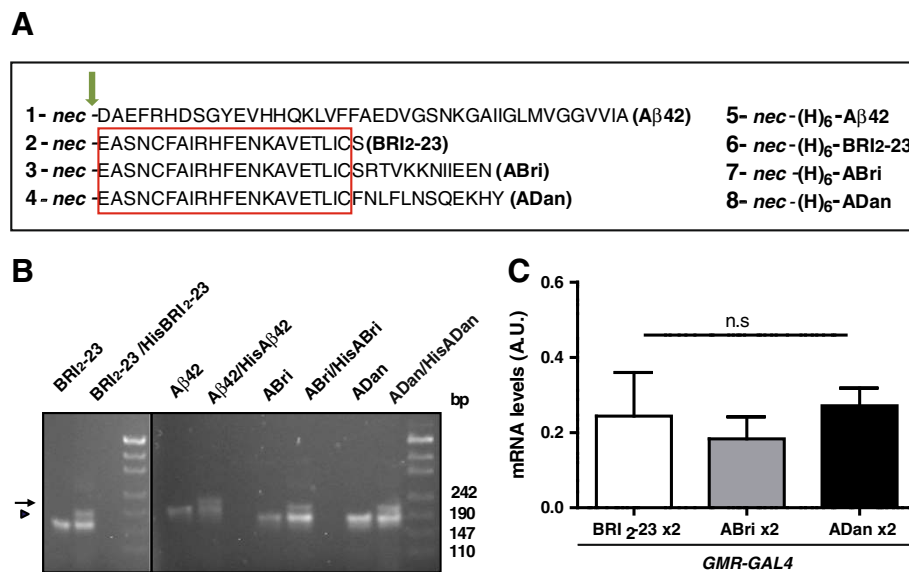 A
1- nec -DAEFRHDSGYEVHHQKLVFFAEDVGSNKGAIIGLMVGGVVIA (Aβ42)
2 - nec -EASNCFAIRHFENKAVETLICS(BRI2-23)
3 - nec -EASNCFAIRHFENKAVETLICSRTVKKNIIEEN (ABri)
4 - nec -EASNCFAIRHFENKAVETLICFNLFLNSQEKHY (ADan)
5- nec-(H)6-Aβ42
6- nec-(H)6-BRI2-23
7- nec-(H)6-ABri
8- nec-(H)6-ADan
B
BRI2-23
BRI2-23 /HisBRI2-23
Aβ42
Aβ42/HisAβ42
ABri
ABri/HisABri
ADan
ADan/HisADan
bp
242
190
147
110
C
mRNA levels (A.U.)
0.6
0.4
0.2
0.0
n.s
BRI 2-23 x2
ABri x2
ADan x2
GMR-GAL4